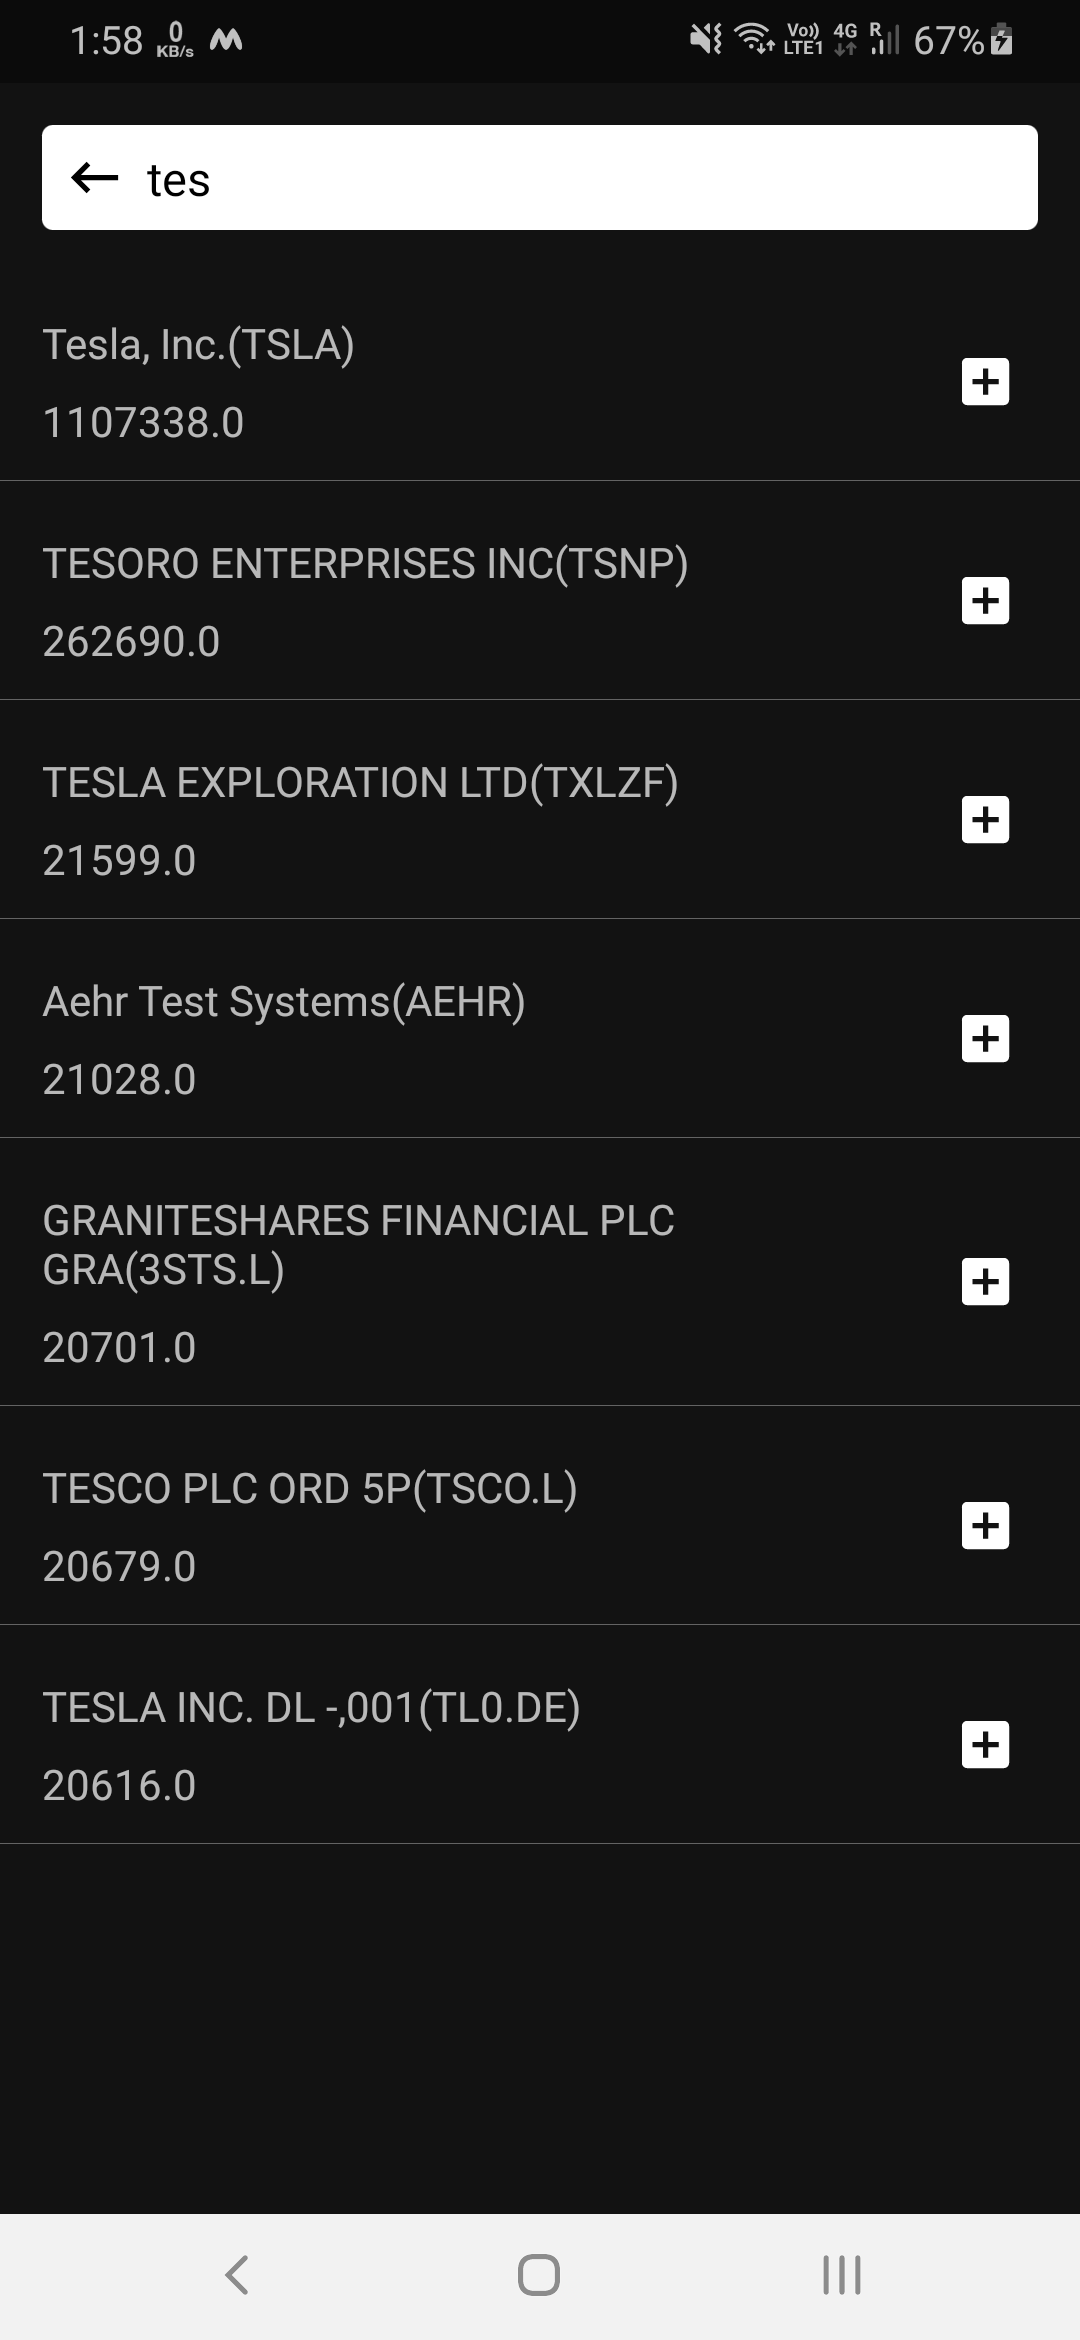 1:58 0 KB/s Vo)) LTE1 4G R 67%
tes
Tesla, Inc.(TSLA)
1107338.0
TESORO ENTERPRISES INC(TSNP)
262690.0
TESLA EXPLORATION LTD(TXLZF)
21599.0
Aehr Test Systems(AEHR)
21028.0
GRANITESHARES FINANCIAL PLC
GRA(3STS.L)
20701.0
TESCO PLC ORD 5P(TSCO.L)
20679.0
TESLA INC. DL -,001(TL0.DE)
20616.0